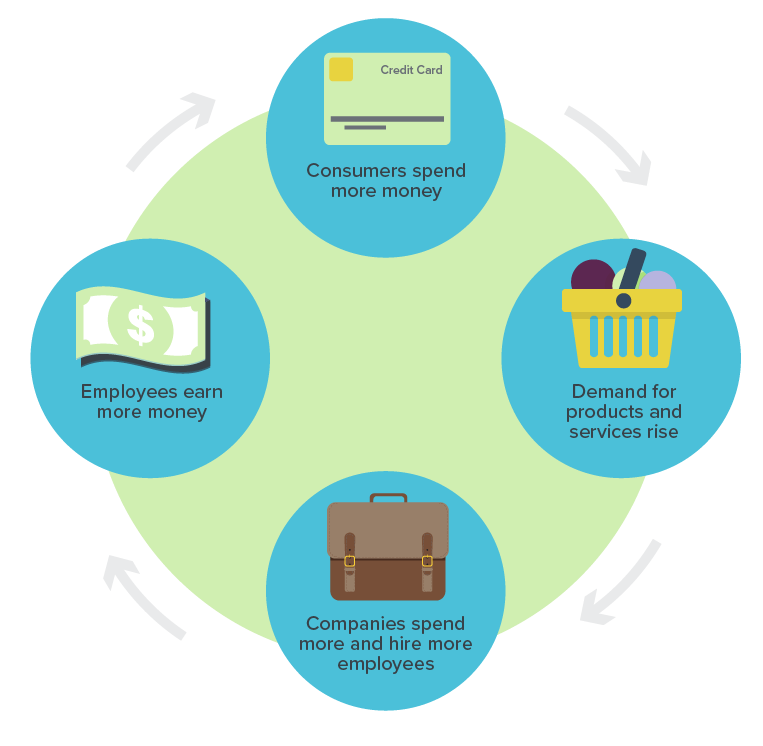 Credit Card
Consumers spend
more money
Demand for
products and
services rise
Companies spend
more and hire more
employees
$
Employees earn
more money